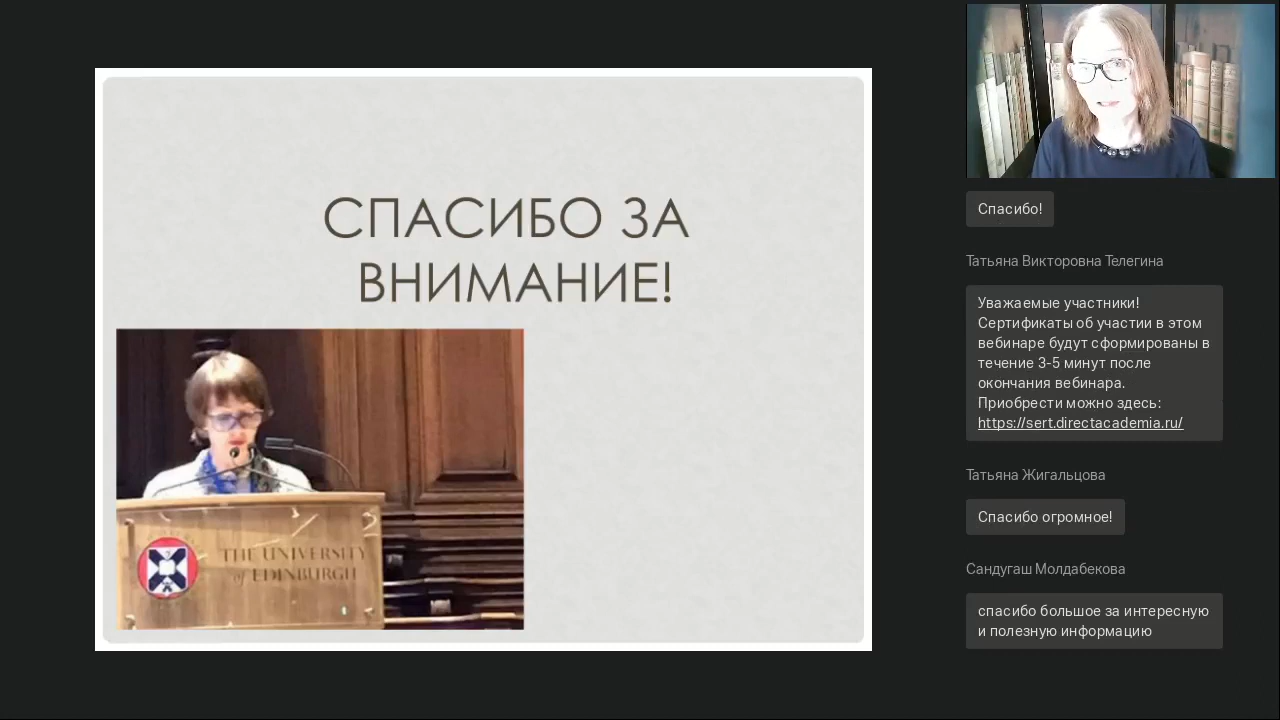 СПАСИБО ЗА
ВНИМАНИЕ!
THE UNIVERSITY
of EDINBURGH
Спасибо!
Татьяна Викторовна Телегина
Уважаемые участники!
Сертификаты об участии в этом
вебинаре будут сформированы в
течение 3-5 минут после
окончания вебинара.
Приобрести можно здесь:
https://sert.directacademia.ru/
Татьяна Жигальцова
Спасибо огромное!
Сандугаш Молдабекова
спасибо большое за интересную
и полезную информацию